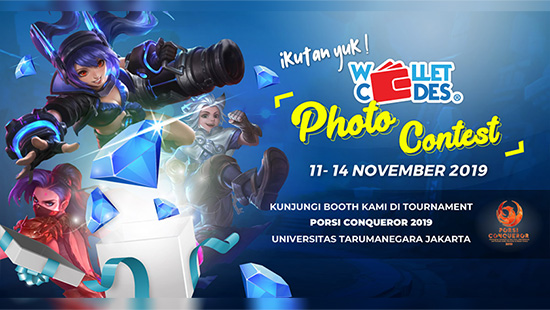 ikutan yuk!
WALLET
CODES®
Photo Contest
11- 14 NOVEMBER 2019
KUNJUNGI BOOTH KAMI DI TOURNAMENT
PORSI CONQUEROR 2019
UNIVERSITAS TARUMANEGARA JAKARTA
PORSI
CONQUEROR